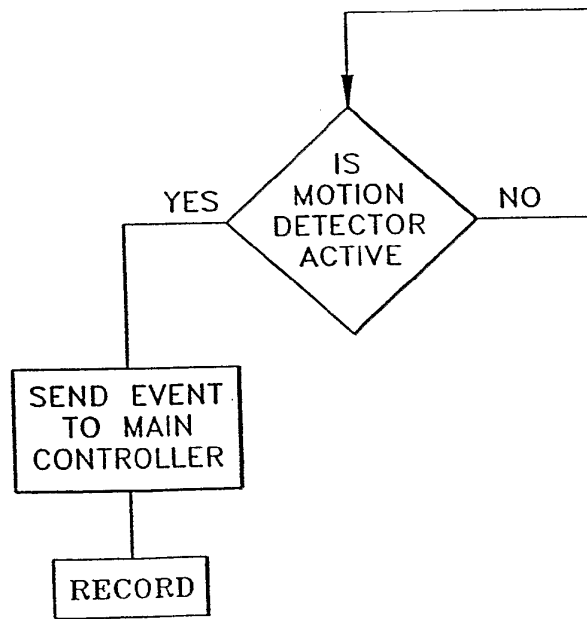 IS
MOTION
DETECTOR
ACTIVE
YES
NO
SEND EVENT
TO MAIN
CONTROLLER
RECORD